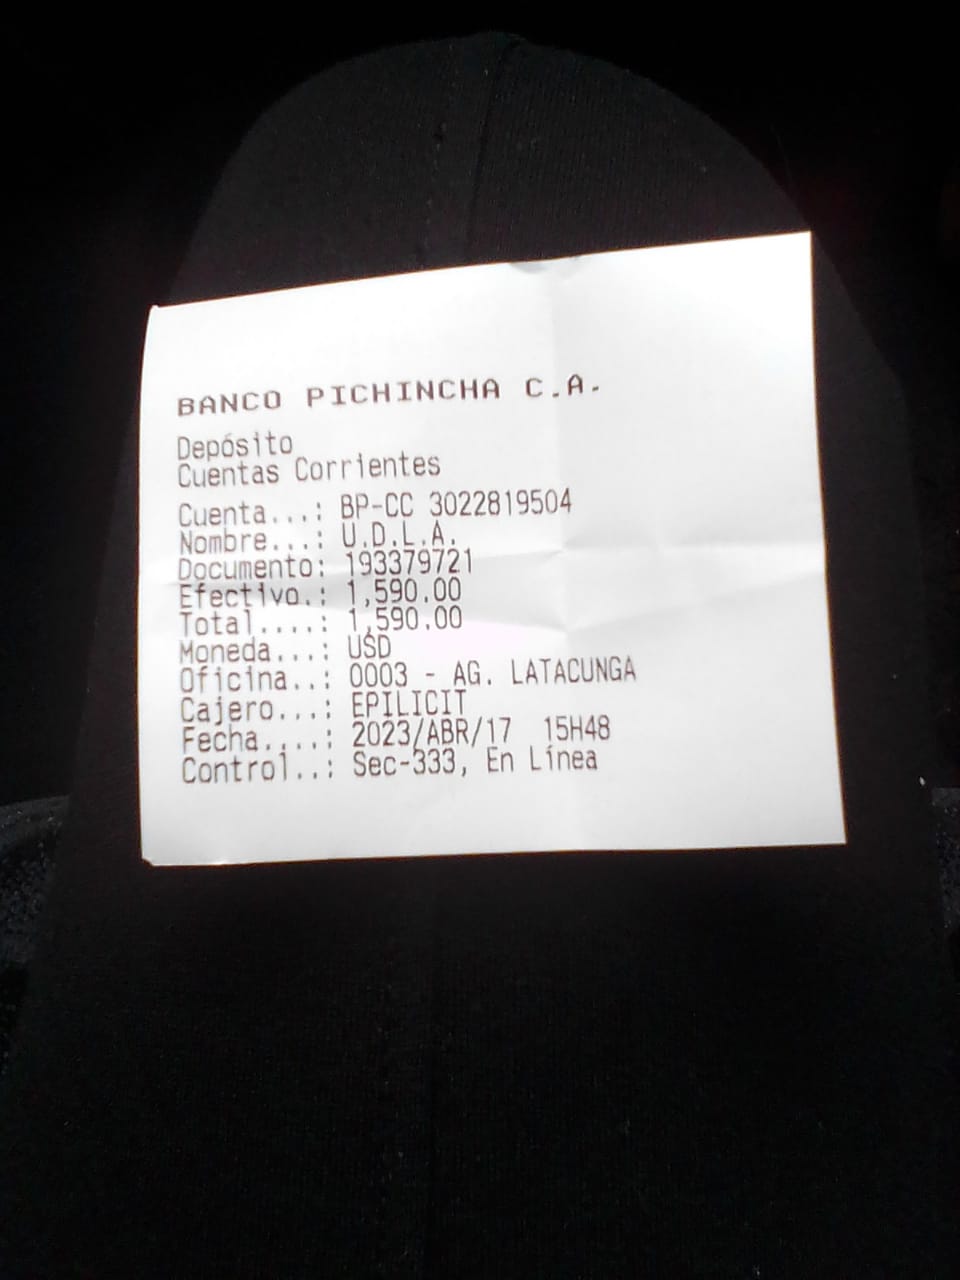 BANCO PICHINCHA C.A.
Depósito
Cuentas Corrientes
Cuenta...: BP-CC 3022819504
Nombre...: U.D.L.A.
Documento: 193379721
Efectivo.: 1,590.00
Total....: 1,590.00
Moneda...: USD
Oficina..: 0003 - AG. LATACUNGA
Cajero...: EPILICIT
Fecha....: 2023/ABR/17 15H48
Control..: Sec-333, En Línea